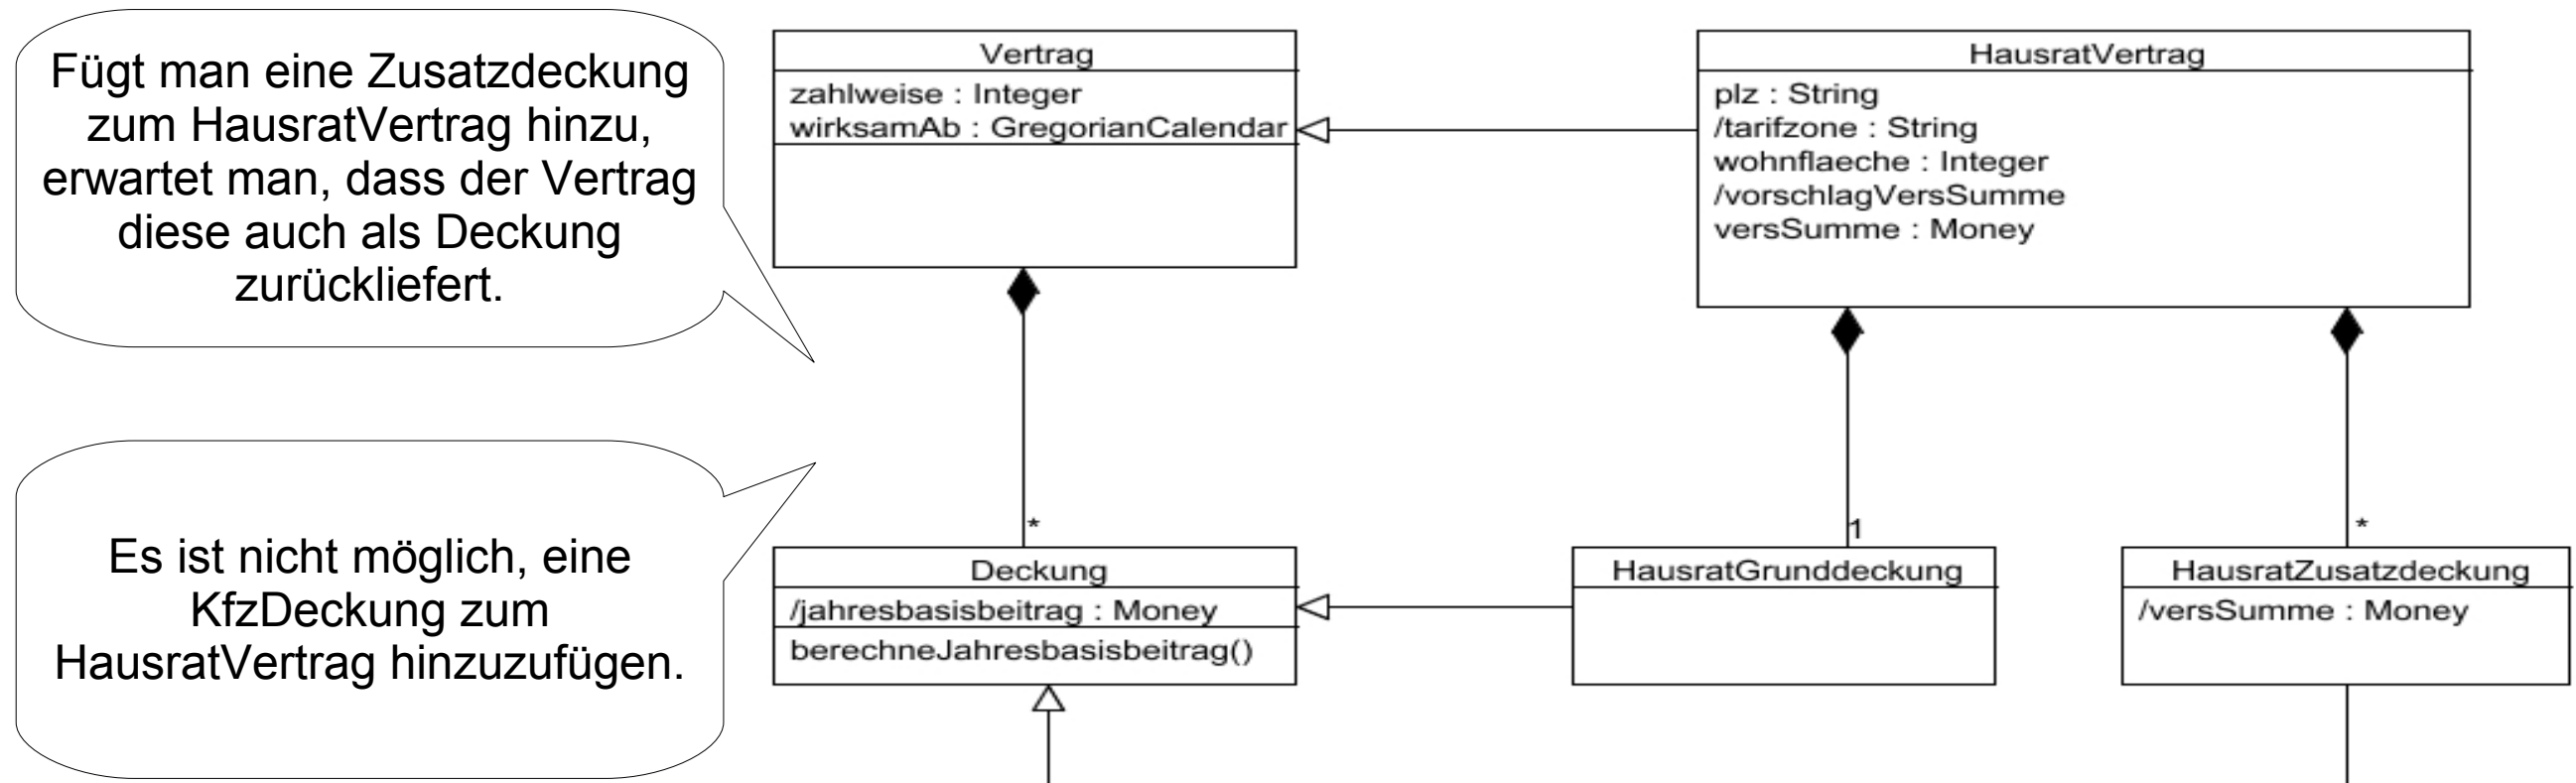 Fügt man eine Zusatzdeckung
zum HausratVertrag hinzu,
erwartet man, dass der Vertrag
diese auch als Deckung
zurückliefert.
Es ist nicht möglich, eine
KfzDeckung zum
HausratVertrag hinzuzufügen.
Vertrag
zahlweise : Integer
wirksamAb : GregorianCalendar
HausratVertrag
plz : String
/tarifzone : String
wohnflaeche : Integer
/vorschlagVersSumme
versSumme : Money
*
1
*
Deckung
/jahresbasisbeitrag : Money
berechneJahresbasisbeitrag()
HausratGrunddeckung
HausratZusatzdeckung
/versSumme : Money